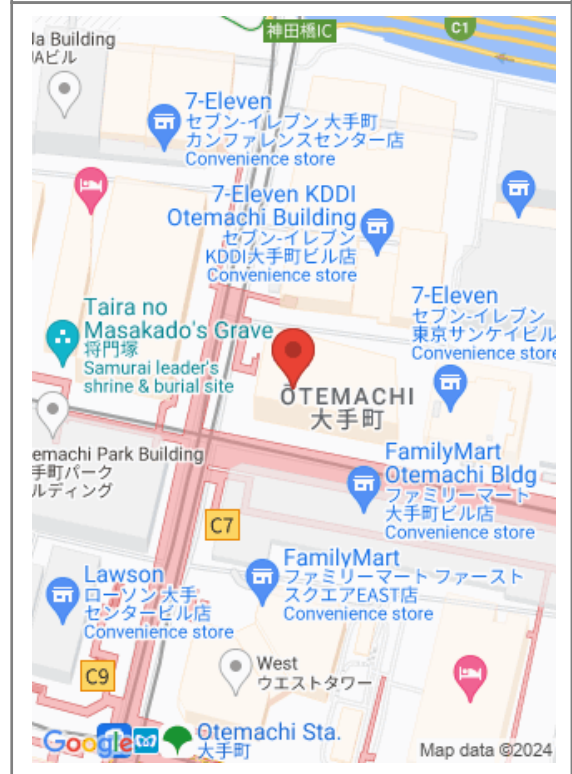 神田橋IC
C1
la Building
JAビル
7-Eleven
セブン-イレブン 大手町
カンファレンスセンター店
Convenience store
7-Eleven KDDI
Otemachi Building
セブン-イレブン
KDDI大手町ビル店
Convenience store
7-Eleven
セブン-イレブン
東京サンケイビル
Convenience store
Taira no
Masakado's Grave
将門塚
Samurai leader's
shrine & burial site
ŌTEMACHI
大手町
emachi Park Building
手町パーク
ルディング
FamilyMart
Otemachi Bldg
ファミリーマート
大手町ビル店
Convenience store
C7
FamilyMart
ファミリーマート ファースト
スクエアEAST店
Convenience store
Lawson
ローソン 大手
センタービル店
Convenience store
C9
West
ウエストタワー
Otemachi Sta.
大手町
Google
Map data ©2024